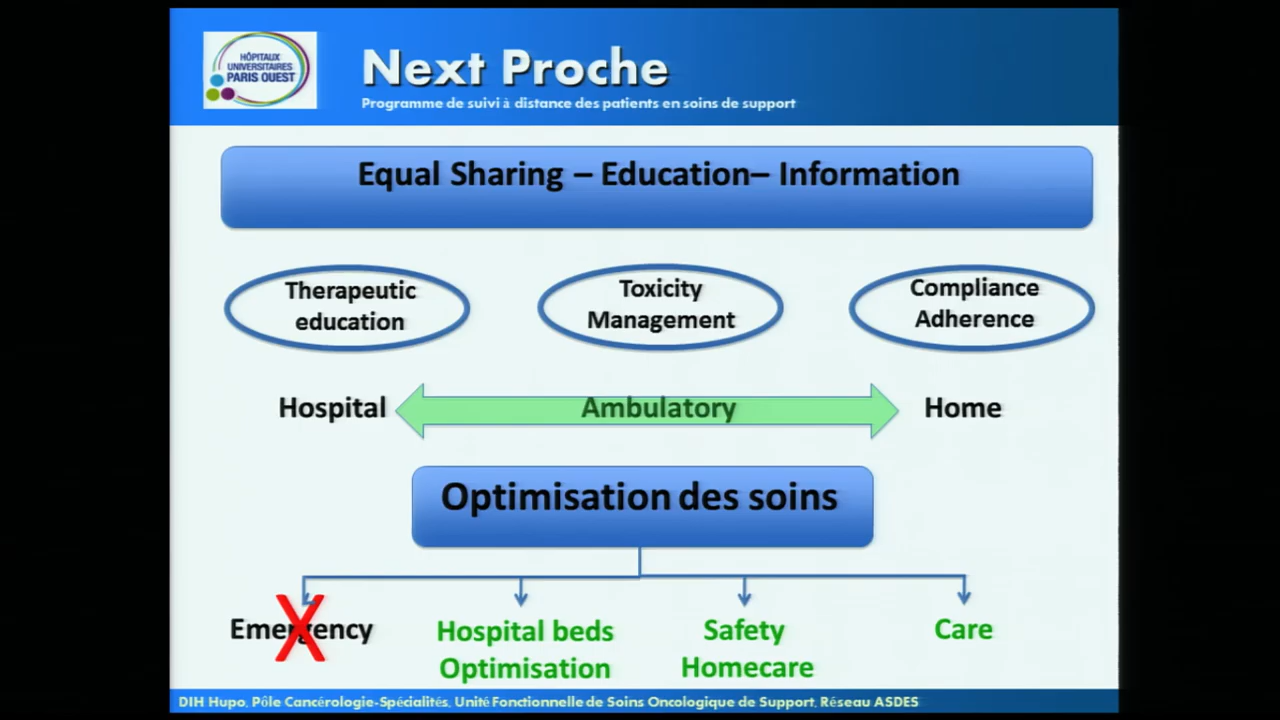 HÔPITAUX
UNIVERSITAIRES
PARIS OUEST
Next Proche
Programme de suivi à distance des patients en soins de support
Equal Sharing – Education– Information
Therapeutic
education
Toxicity
Management
Compliance
Adherence
Hospital
Ambulatory
Home
Optimisation des soins
Emergency
X
Hospital beds
Optimisation
Safety
Homecare
Care
DIH Hupo, Pôle Cancérologie-Spécialités, Unité Fonctionnelle de Soins Oncologique de Support, Réseau ASDES